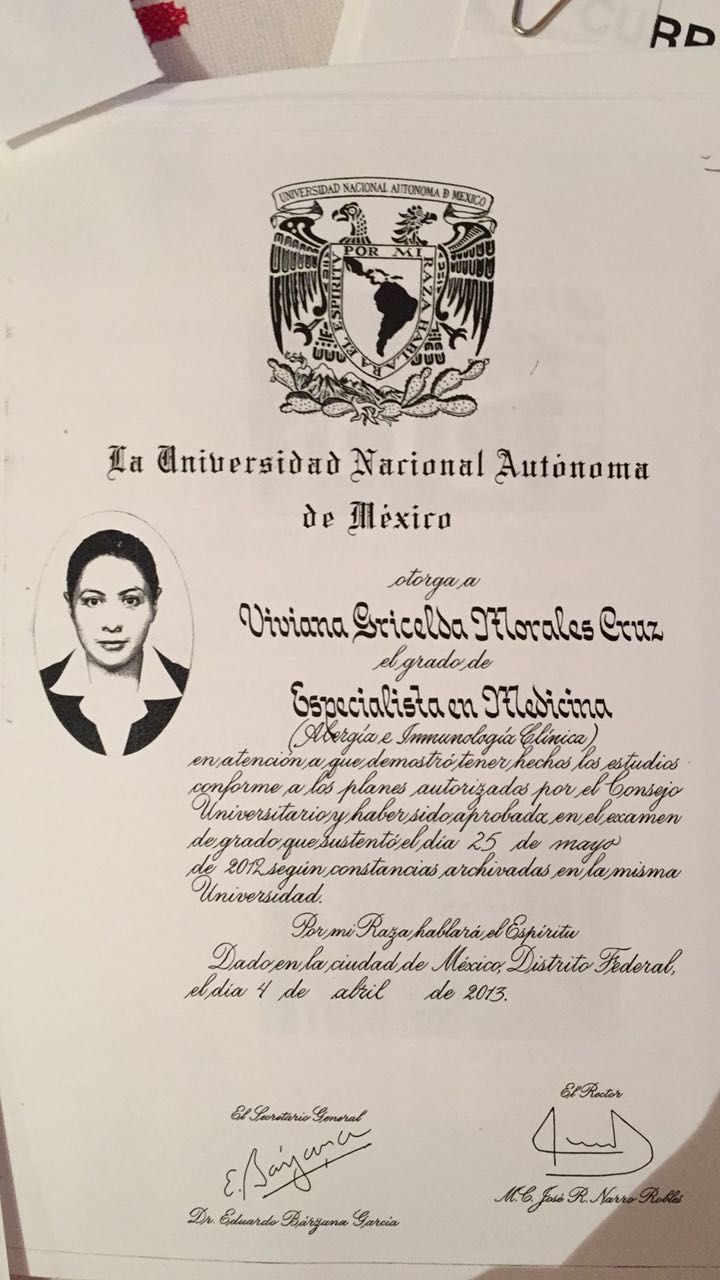 CURR
UNIVERSIDAD NACIONAL AUTONOMA D MEXICO
POR MI RAZA HABLARA EL ESPIRITU
La Universidad Nacional Autónoma
de México
otorga a
Viviana Gricelda Morales Cruz
el grado de
Especialista en Medicina
(Alergia e Inmunología Clínica)
en atención a que demostró tener hechos los estudios
conforme a los planes autorizados por el Consejo
Universitario y haber sido aprobada en el examen
de grado que sustentó el día 25 de mayo
de 2012 según constancias archivadas en la misma
Universidad.
Por mi Raza hablará el Espíritu
Dado en la ciudad de México, Distrito Federal,
el día 4 de abril de 2013.
El Rector
El Secretario General
E. Bárzana
M.C. José R. Narro Robles
Dr. Eduardo Bárzana García